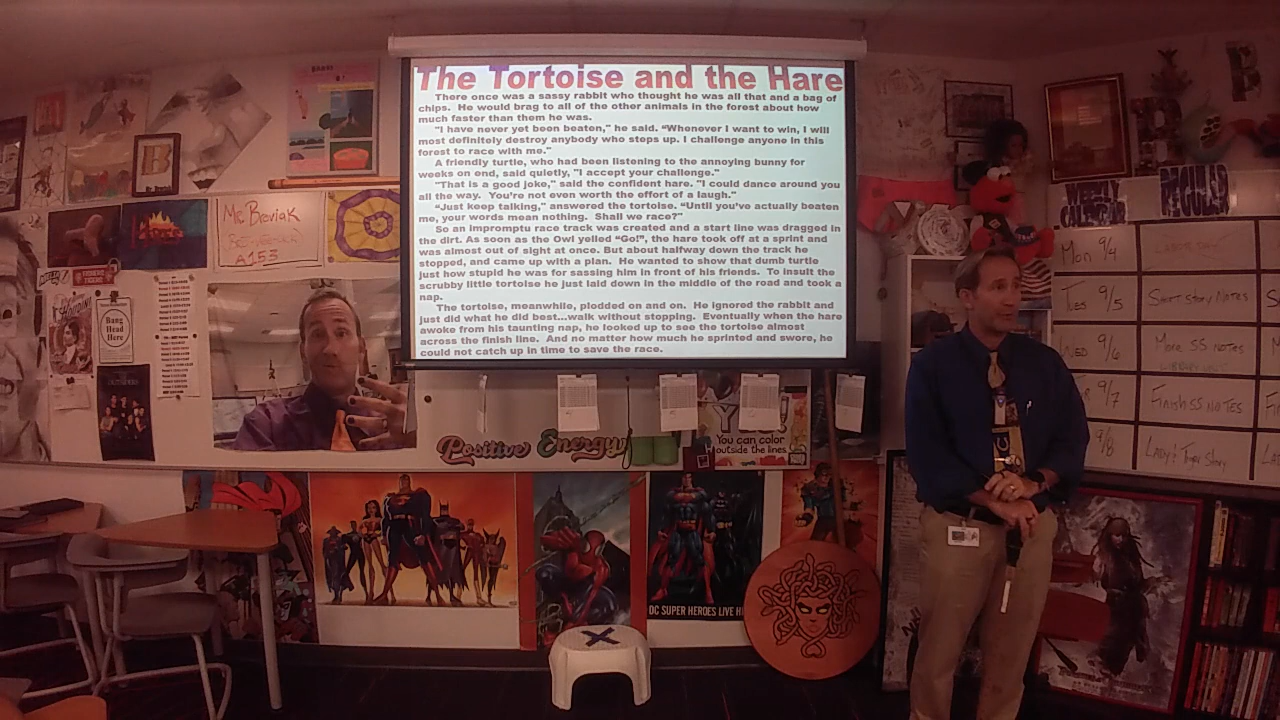 The Tortoise and the Hare
There once was a sassy rabbit who thought he was all that and a bag of
chips. He would brag to all of the other animals in the forest about how
much faster than them he was.
"I have never yet been beaten," he said. "Whenever I want to win, I will
most definitely destroy anybody who steps up. I challenge anyone in this
forest to race with me."
A friendly turtle, who had been listening to the annoying bunny for
weeks on end, said quietly, "I accept your challenge."
"That is a good joke," said the confident hare. "I could dance around you
all the way. You're not even worth the effort of a laugh."
"Just keep talking," answered the tortoise. "Until you've actually beaten
me, your words mean nothing. Shall we race?"
So an impromptu race track was created and a start line was dragged in
the dirt. As soon as the Owl yelled "Go!", the hare took off at a sprint and
was almost out of sight at once. But about halfway down the track he
stopped, and came up with a plan. He wanted to show that dumb turtle
just how stupid he was for sassing him in front of his friends. To insult the
scrubby little tortoise he just laid down in the middle of the road and took a
nap.
The tortoise, meanwhile, plodded on and on. He ignored the rabbit and
just did what he did best...walk without stopping. Eventually when the hare
awoke from his taunting nap, he looked up to see the tortoise almost
across the finish line. And no matter how much he sprinted and swore, he
could not catch up in time to save the race.
B
Mr. Breviak
A153
Houdini
Bang
Head
Here
Positive Energy
You can color
outside the lines
DC SUPER HEROES LIVE H
B
WEEKLY
CALENDAR
REGULAR
Mon 9/4
LABOR DAY
Tues 9/5
Short story Notes
S
Wed 9/6
More SS Notes
9/7
Finish SS Notes
9/8
Lady + Tiger Story